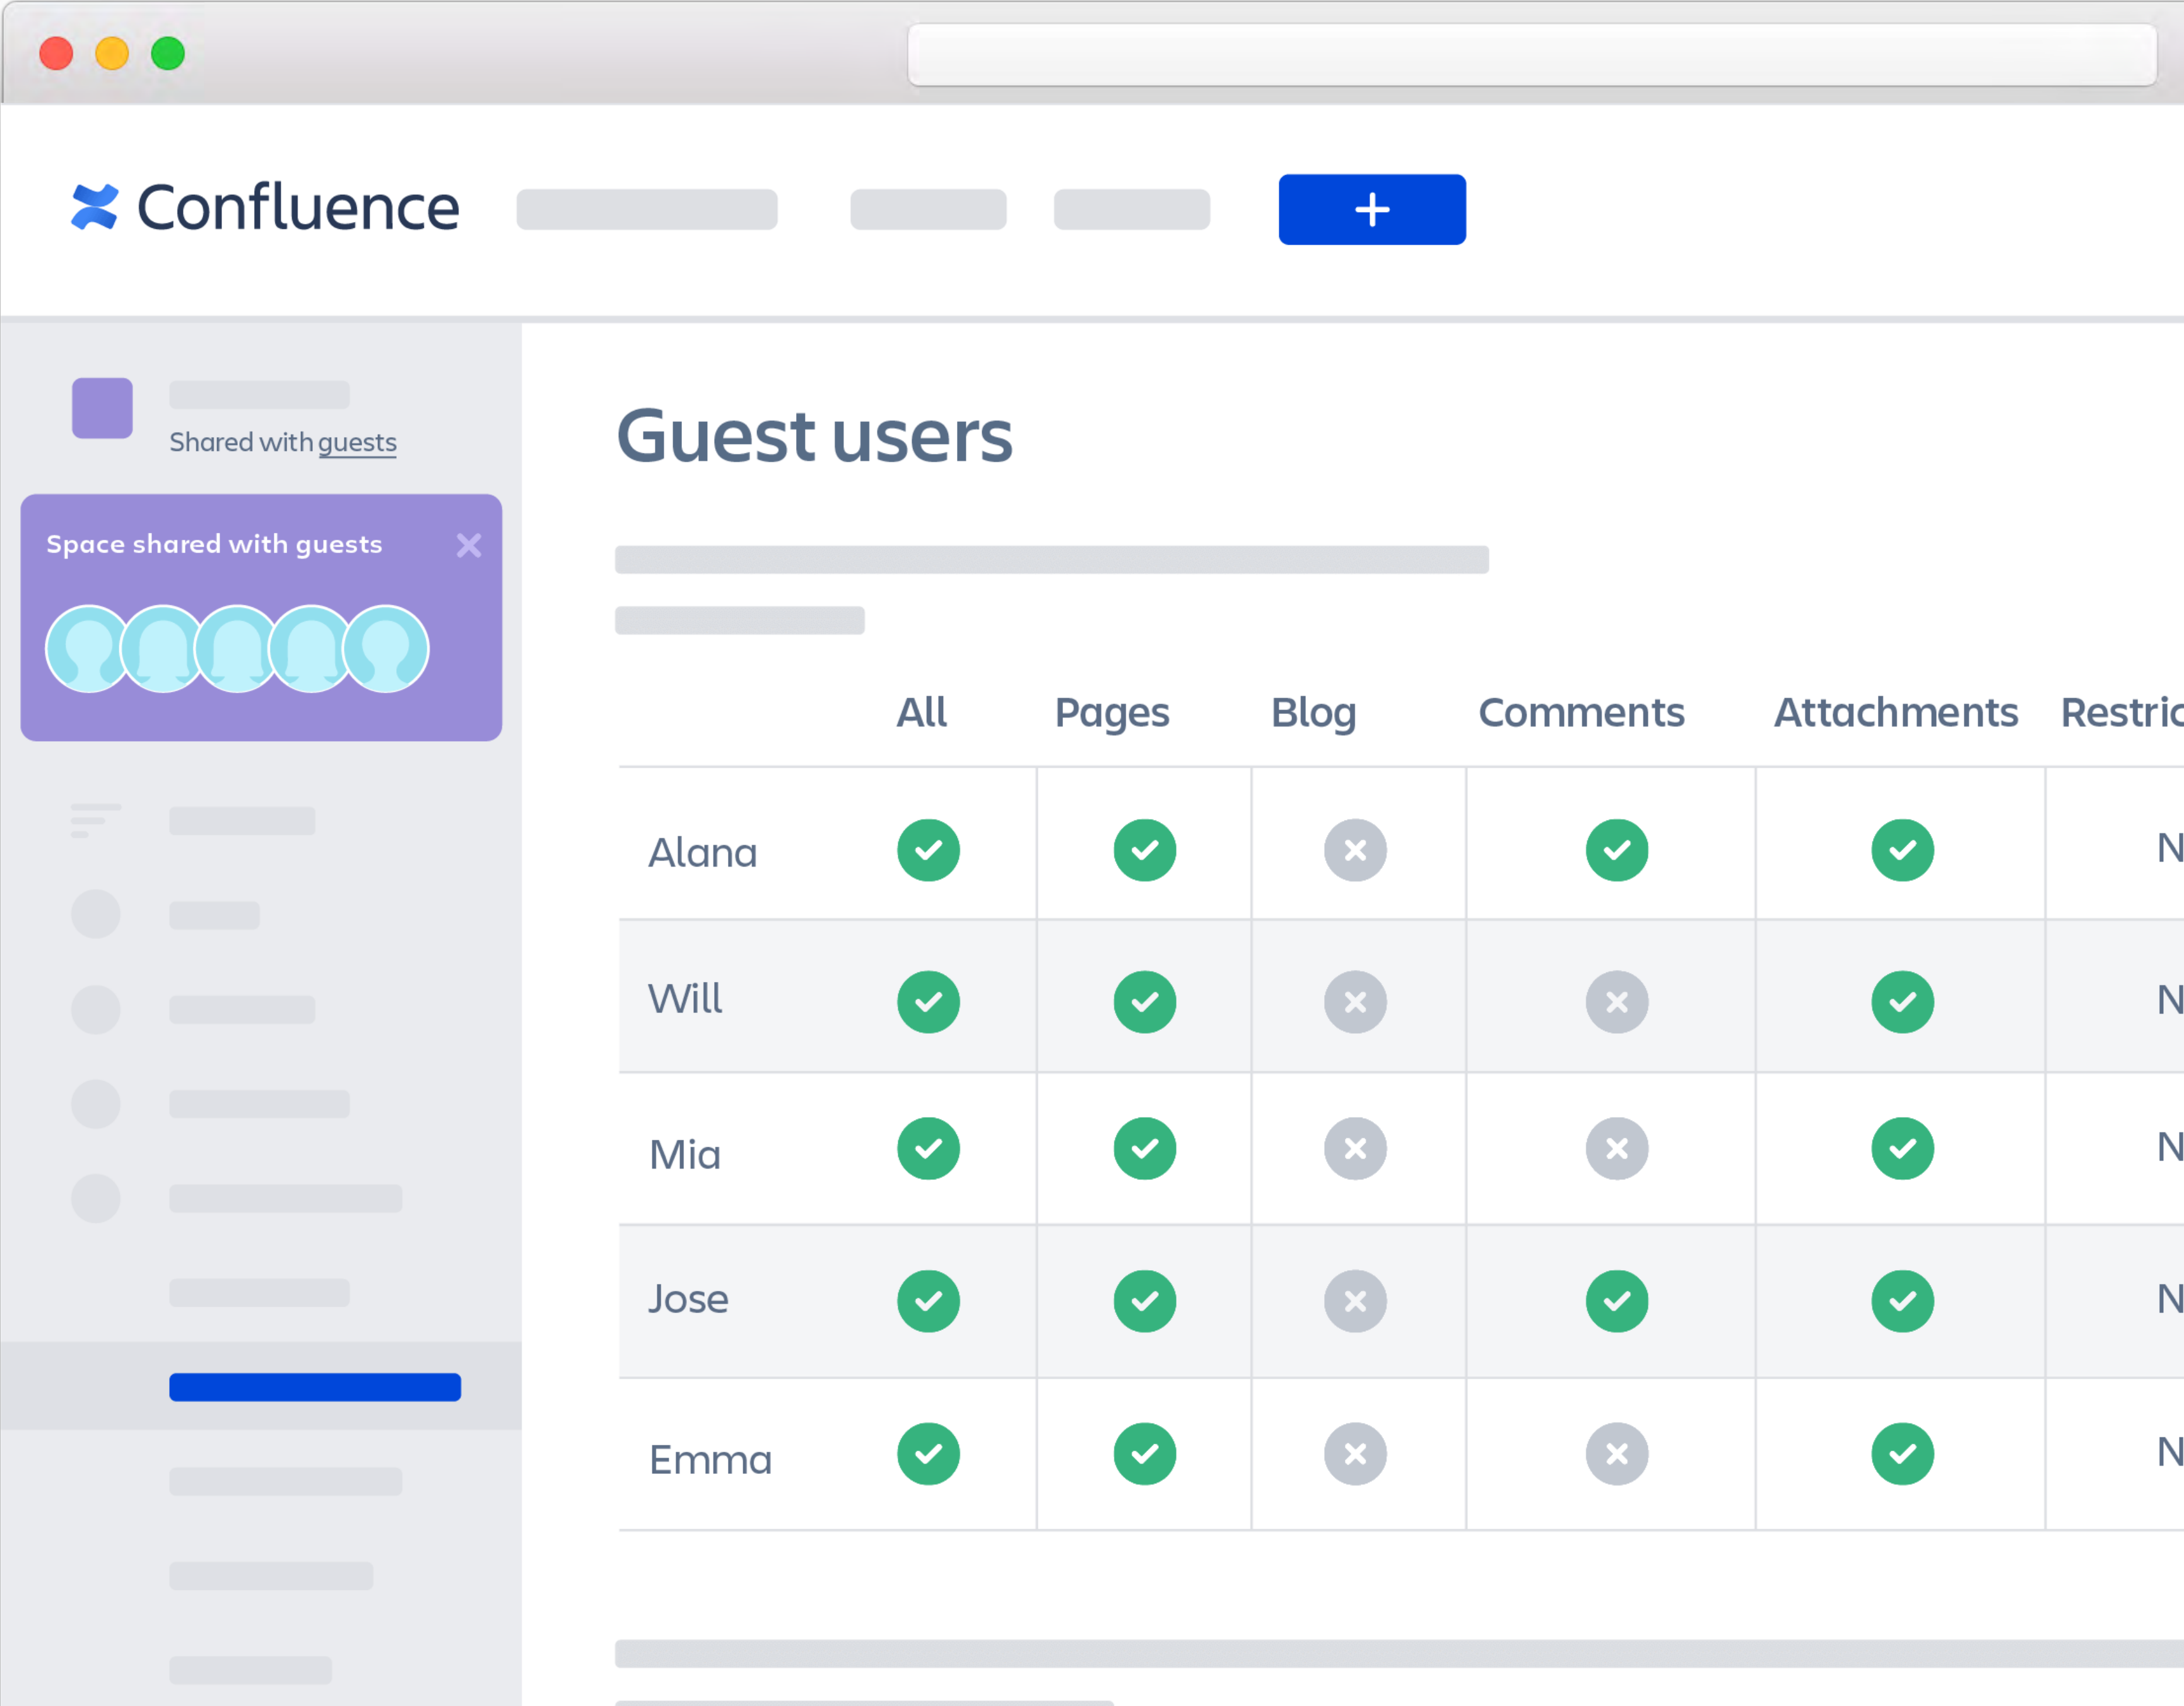 Confluence
Shared with guests
Space shared with guests
Guest users
All Pages Blog Comments Attachments
Alana
Will
Mia
Jose
Emma